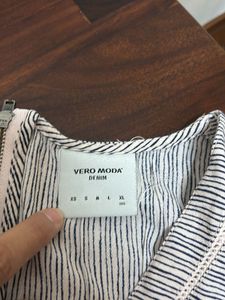 VERO MODA
DENIM
XS S M L XL